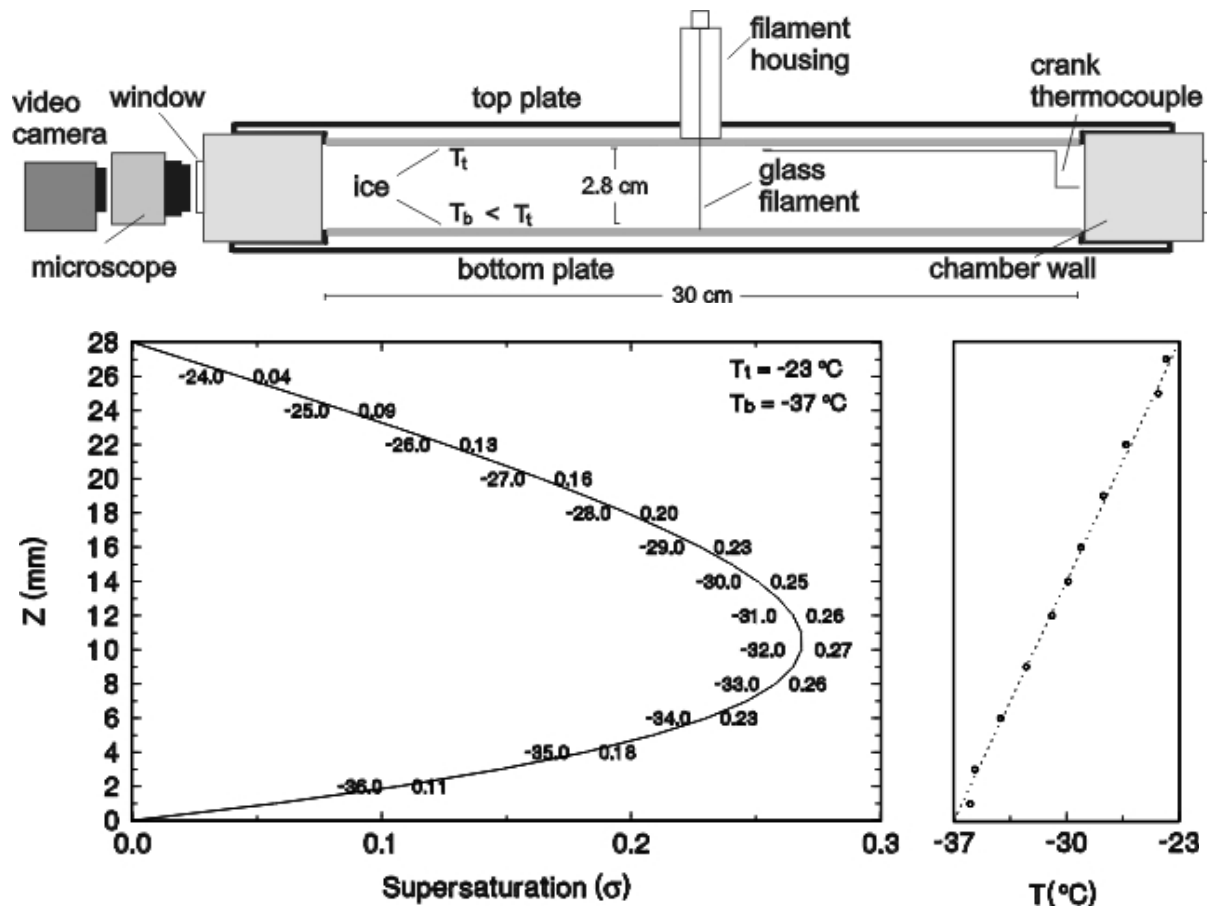 filament
housing
crank
thermocouple
window
top plate
video
camera
T_t
ice
2.8 cm
glass
filament
T_b < T_t
microscope
bottom plate
chamber wall
30 cm
28
26
24
22
20
18
16
14
12
10
8
6
4
2
0
Z (mm)
T_t = -23 °C
T_b = -37 °C
-24.0 0.04
-25.0 0.09
-26.0 0.13
-27.0 0.16
-28.0 0.20
-29.0 0.23
-30.0 0.25
-31.0 0.26
-32.0 0.27
-33.0 0.26
-34.0 0.23
-35.0 0.18
-36.0 0.11
0.0 0.1 0.2 0.3
Supersaturation (σ)
-37 -30 -23
T(°C)